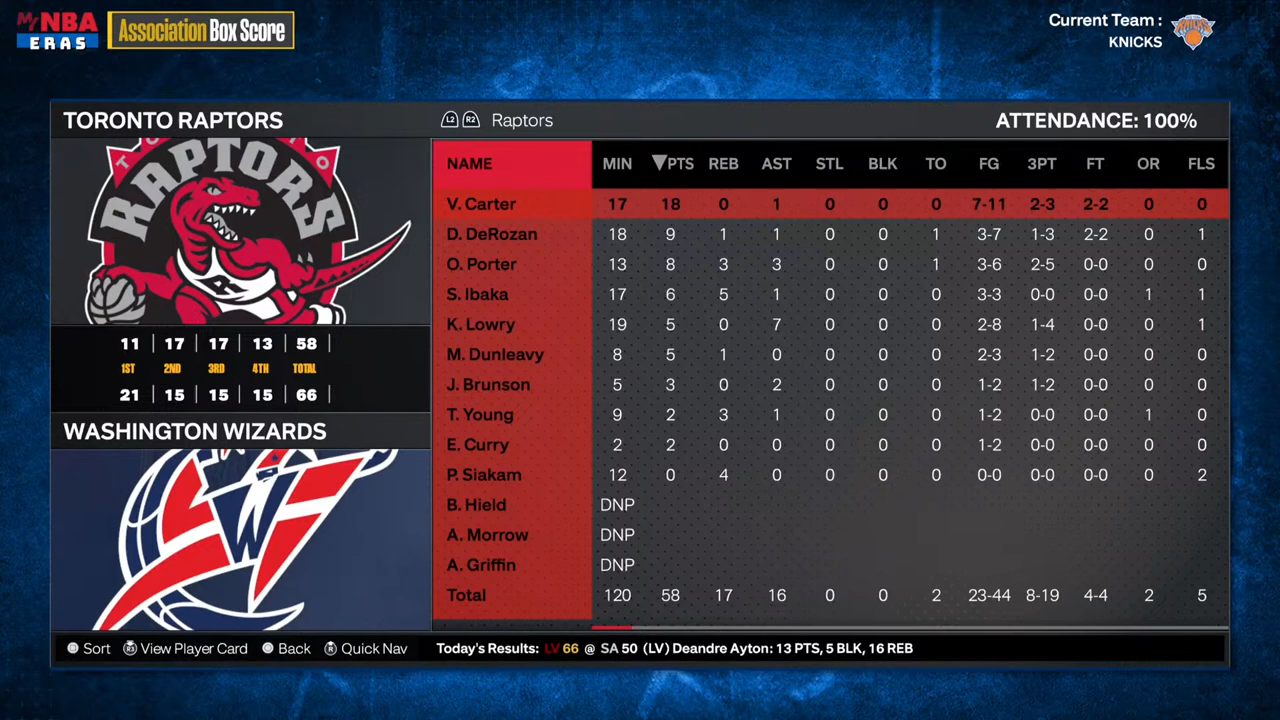 MyNBA
ERAS
Association Box Score
Current Team :
KNICKS
TORONTO RAPTORS
TORONTO
RAPTORS
R
11 17 17 13 58
1ST 2ND 3RD 4TH TOTAL
21 15 15 15 66
WASHINGTON WIZARDS
W
L2 R2 Raptors
ATTENDANCE: 100%
NAME MIN ▼PTS REB AST STL BLK TO FG 3PT FT OR FLS
V. Carter 17 18 0 1 0 0 0 7-11 2-3 2-2 0 0
D. DeRozan 18 9 1 1 0 0 1 3-7 1-3 2-2 0 1
O. Porter 13 8 3 3 0 0 1 3-6 2-5 0-0 0 0
S. Ibaka 17 6 5 1 0 0 0 3-3 0-0 0-0 1 1
K. Lowry 19 5 0 7 0 0 0 2-8 1-4 0-0 0 1
M. Dunleavy 8 5 1 0 0 0 0 2-3 1-2 0-0 0 0
J. Brunson 5 3 0 2 0 0 0 1-2 1-2 0-0 0 0
T. Young 9 2 3 1 0 0 0 1-2 0-0 0-0 1 0
E. Curry 2 2 0 0 0 0 0 1-2 0-0 0-0 0 0
P. Siakam 12 0 4 0 0 0 0 0-0 0-0 0-0 0 2
B. Hield DNP
A. Morrow DNP
A. Griffin DNP
Total 120 58 17 16 0 0 2 23-44 8-19 4-4 2 5
Sort R3 View Player Card Back R Quick Nav
Today's Results: LV 66 @ SA 50 (LV) Deandre Ayton: 13 PTS, 5 BLK, 16 REB